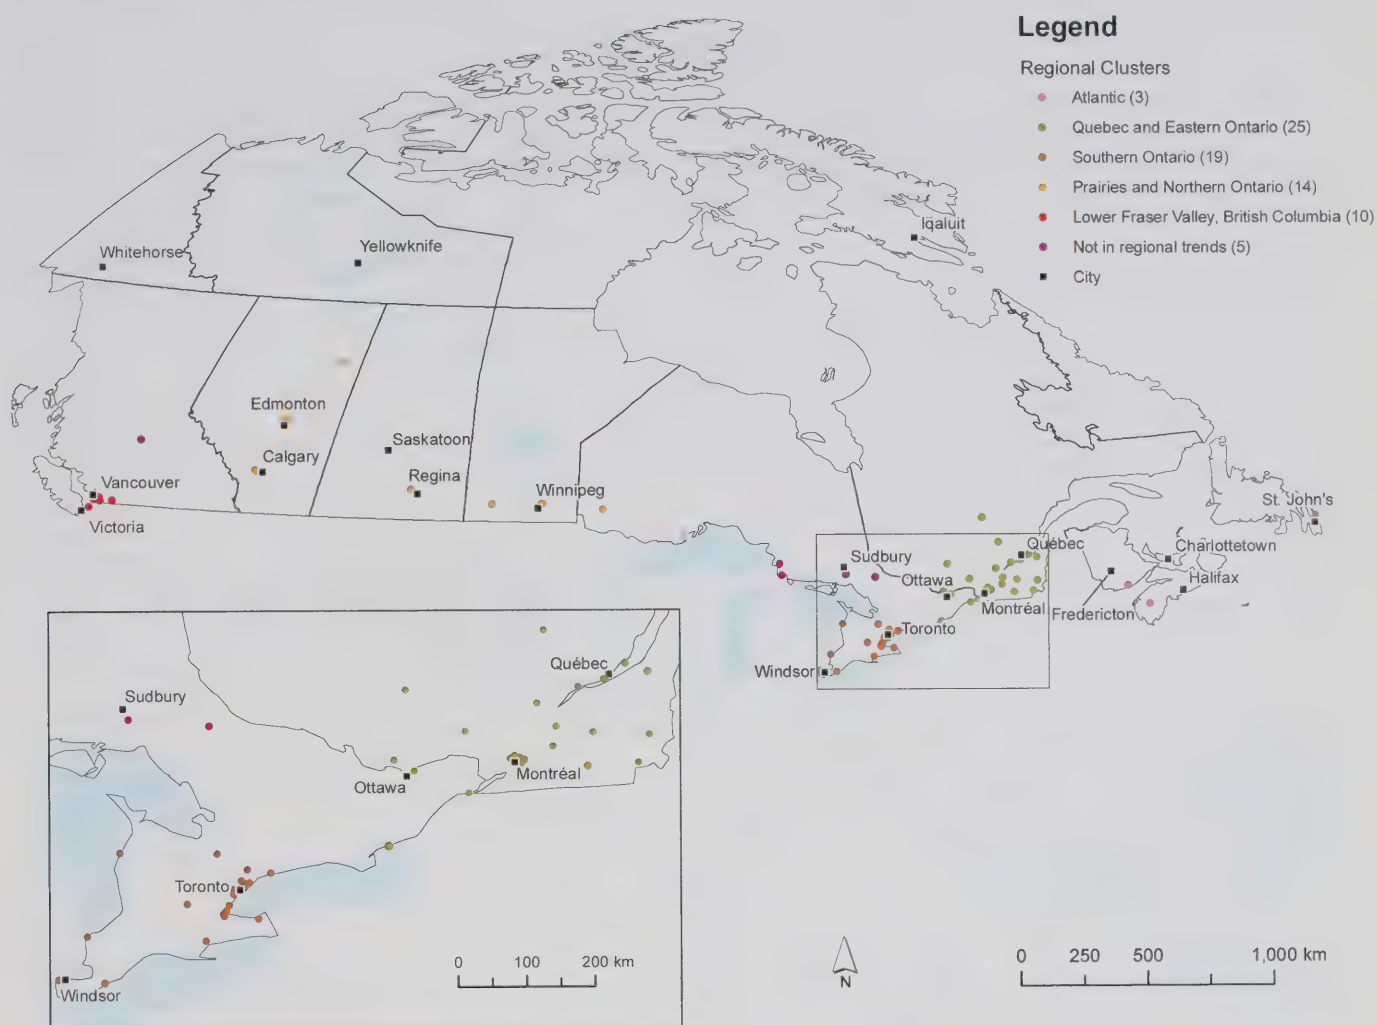 Legend
Regional Clusters
Atlantic (3)
Quebec and Eastern Ontario (25)
Southern Ontario (19)
Prairies and Northern Ontario (14)
Lower Fraser Valley, British Columbia (10)
Not in regional trends (5)
City
Iqaluit
Whitehorse
Yellowknife
Edmonton
Saskatoon
Calgary
Regina
Winnipeg
Vancouver
Victoria
St. John's
Sudbury
Québec
Charlottetown
Ottawa
Halifax
Montréal
Fredericton
Toronto
Windsor
Québec
Sudbury
Montréal
Ottawa
Toronto
Windsor
0 100 200 km
N
0 250 500 1,000 km